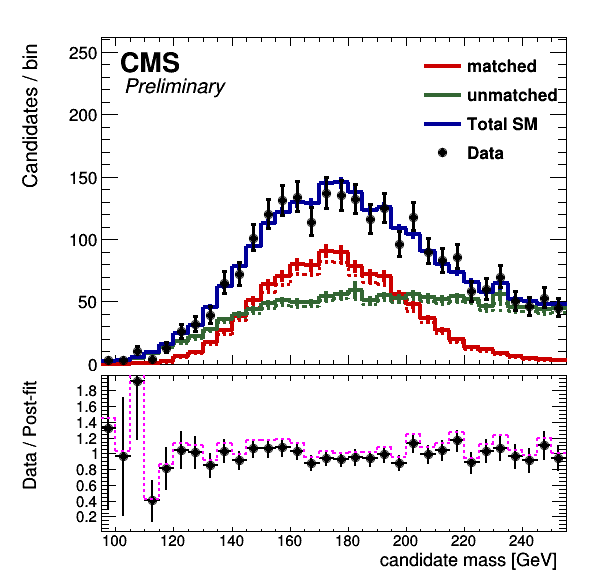 CMS
Preliminary
matched
unmatched
Total SM
Data
Candidates / bin
250
200
150
100
50
0
Data / Post-fit
1.8
1.6
1.4
1.2
1
0.8
0.6
0.4
0.2
100 120 140 160 180 200 220 240
candidate mass [GeV]